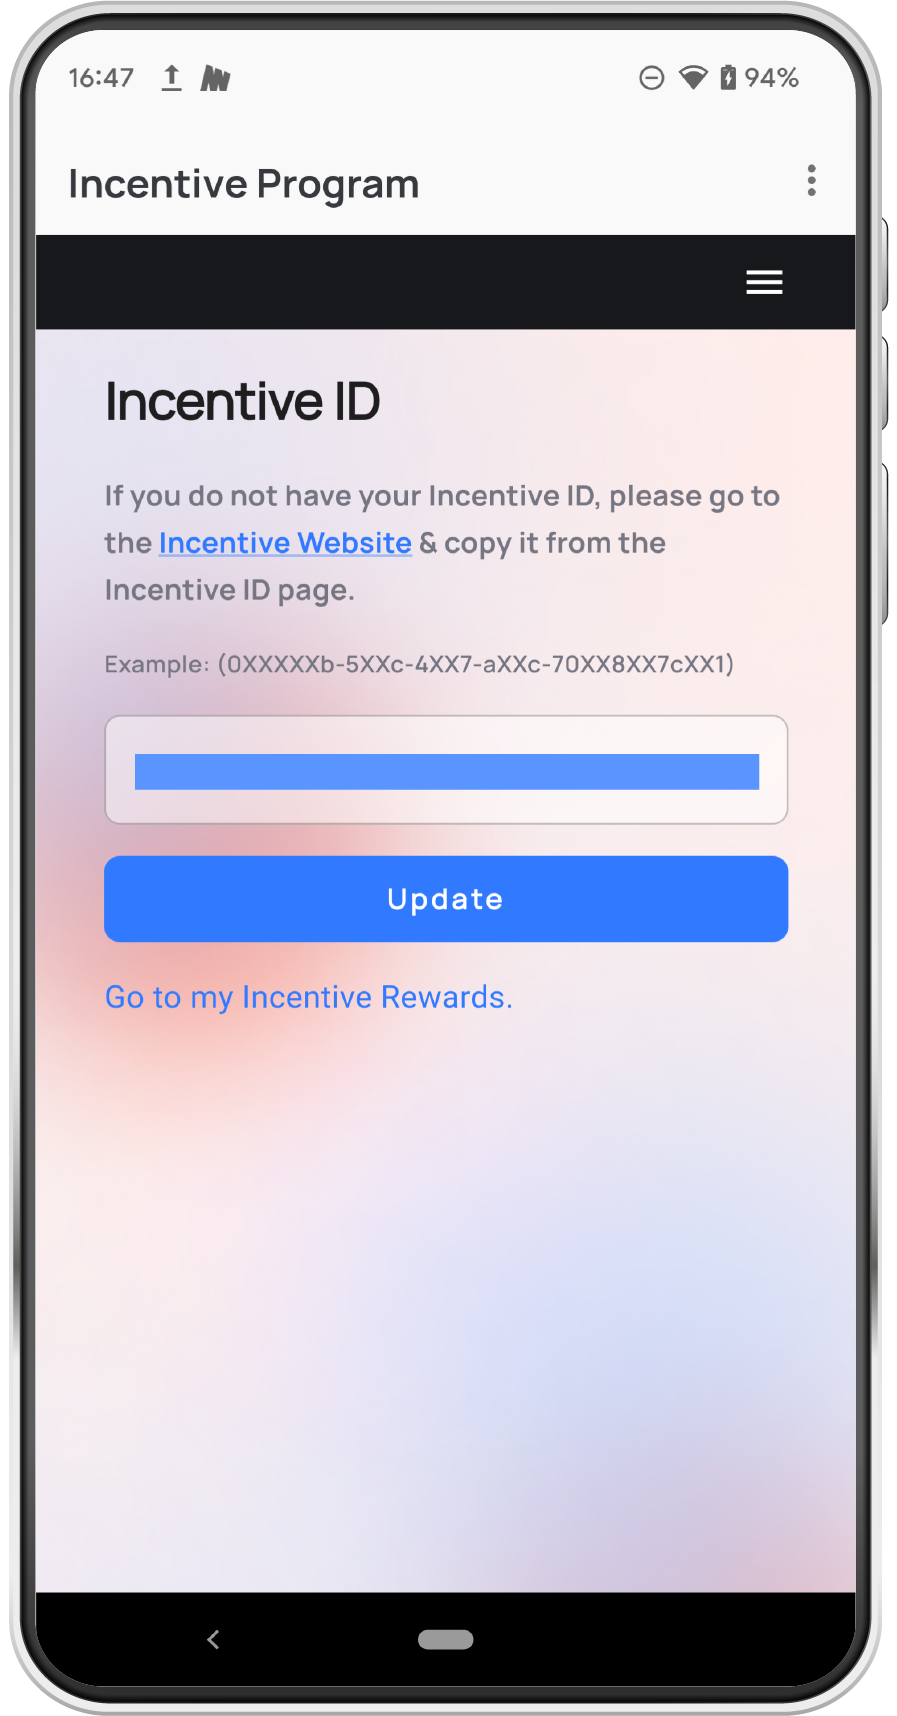 16:47
94%
Incentive Program
Incentive ID
If you do not have your Incentive ID, please go to
the Incentive Website & copy it from the
Incentive ID page.
Example: (0XXXXXb-5XXc-4XX7-aXXc-70XX8XX7cXX1)
Update
Go to my Incentive Rewards.